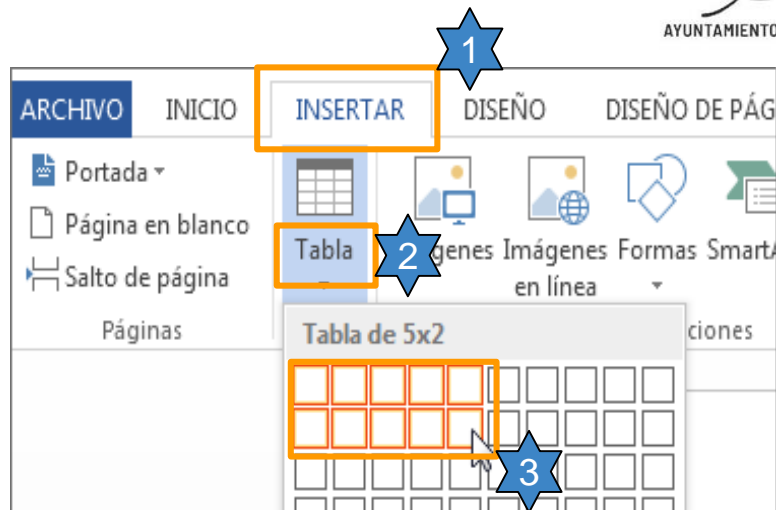 AYUNTAMIENTO
1
ARCHIVO INICIO INSERTAR DISEÑO DISEÑO DE PÁG
Portada
Página en blanco
Salto de página
Tabla
2
genes
Imágenes en línea
Formas
SmartA
Páginas
ciones
Tabla de 5x2
3